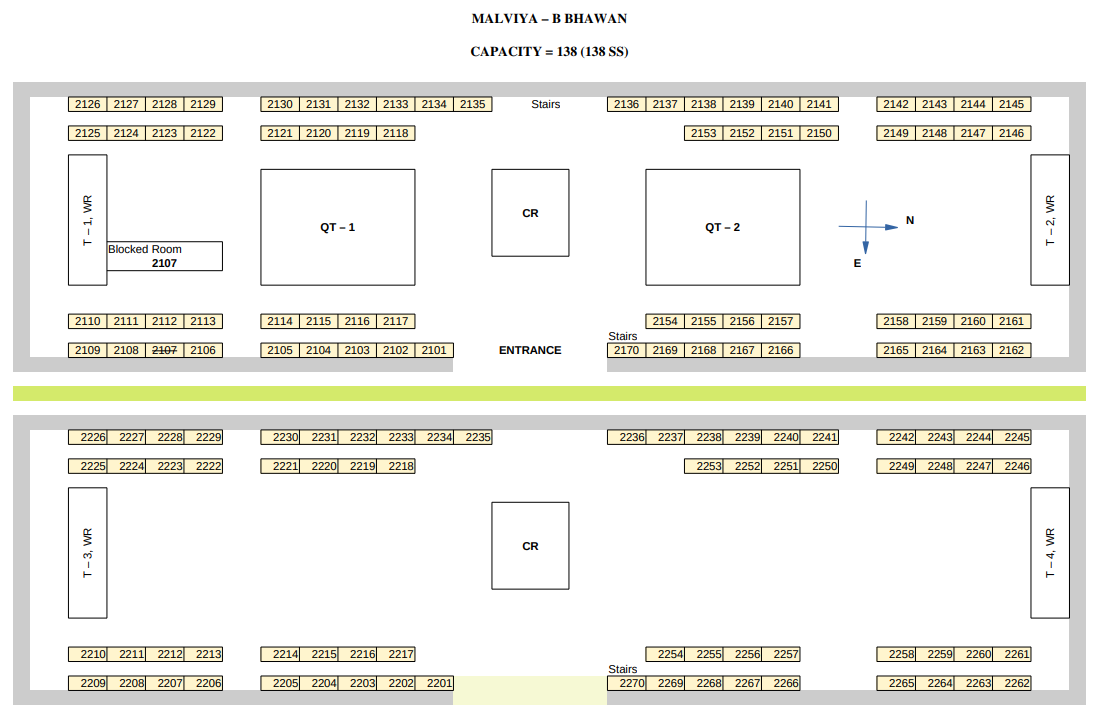 MALVIYA – B BHAWAN
CAPACITY = 138 (138 SS)
2126 2127 2128 2129 2130 2131 2132 2133 2134 2135 Stairs 2136 2137 2138 2139 2140 2141 2142 2143 2144 2145
2125 2124 2123 2122 2121 2120 2119 2118 2153 2152 2151 2150 2149 2148 2147 2146
T – 1, WR
QT – 1
CR
QT – 2
N
E
T – 2, WR
Blocked Room
2107
2110 2111 2112 2113 2114 2115 2116 2117 2154 2155 2156 2157 2158 2159 2160 2161
Stairs
2109 2108 2107 2106 2105 2104 2103 2102 2101 ENTRANCE 2170 2169 2168 2167 2166 2165 2164 2163 2162
2226 2227 2228 2229 2230 2231 2232 2233 2234 2235 2236 2237 2238 2239 2240 2241 2242 2243 2244 2245
2225 2224 2223 2222 2221 2220 2219 2218 2253 2252 2251 2250 2249 2248 2247 2246
T – 3, WR
CR
T – 4, WR
2210 2211 2212 2213 2214 2215 2216 2217 2254 2255 2256 2257 2258 2259 2260 2261
Stairs
2209 2208 2207 2206 2205 2204 2203 2202 2201 2270 2269 2268 2267 2266 2265 2264 2263 2262